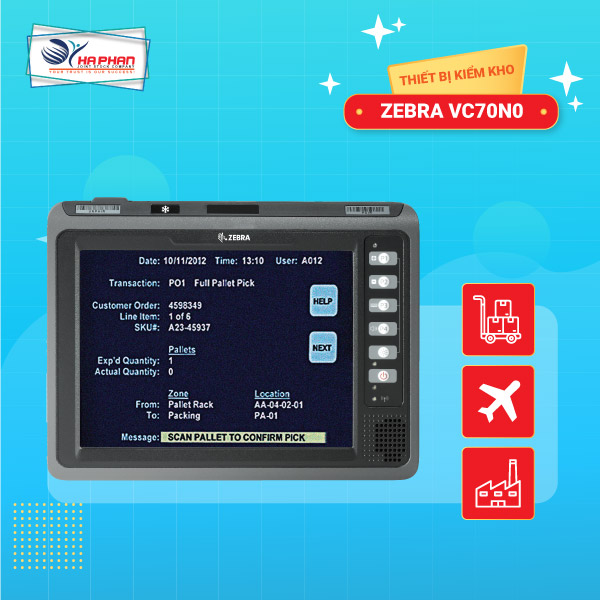 HA PHAN
JOINT STOCK COMPANY
YOUR TRUST IS OUR SUCCESS!
THIẾT BỊ KIỂM KHO
ZEBRA VC70N0
ZEBRA
Date: 10/11/2012 Time: 13:10 User: A012
Transaction: PO1 Full Pallet Pick
HELP
Customer Order: 4598349
Line Item: 1 of 6
SKU#: A23-45937
NEXT
Pallets
Exp'd Quantity: 1
Actual Quantity: 0
Zone Location
From: Pallet Rack AA-04-02-01
To: Packing PA-01
Message: SCAN PALLET TO CONFIRM PICK